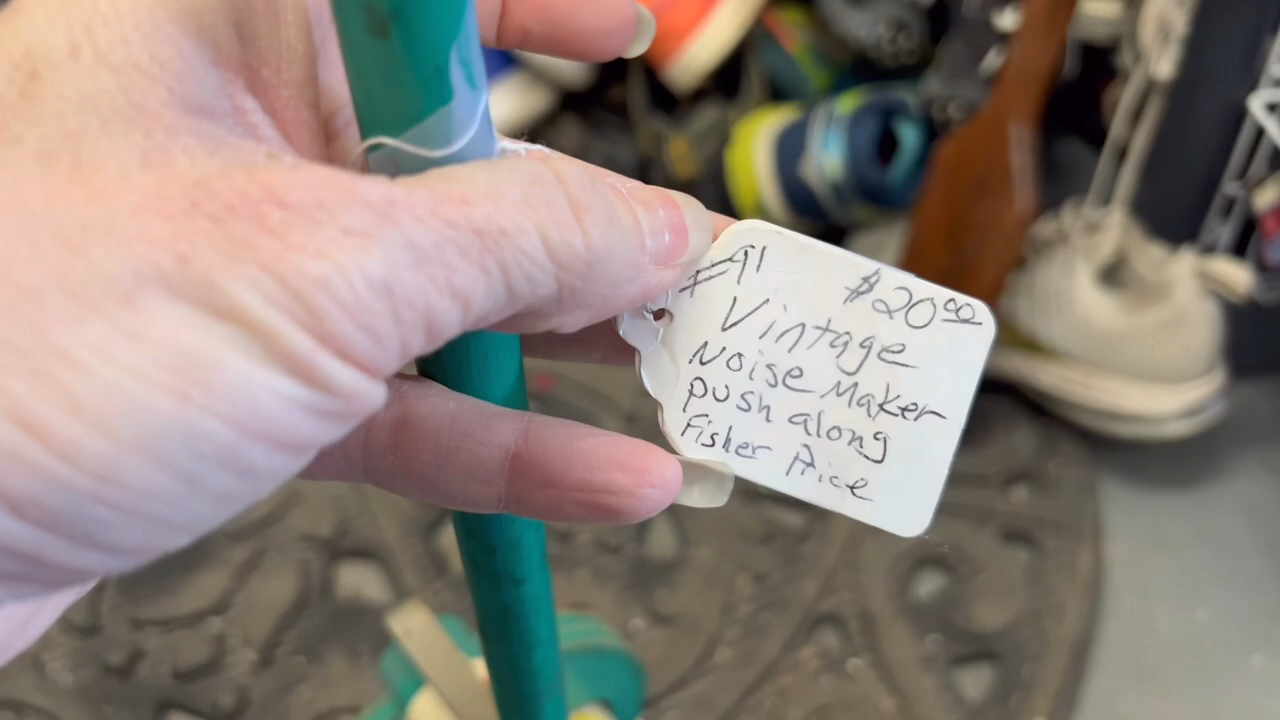 #91 $20.00
Vintage
Noise Maker
Push along
Fisher Price